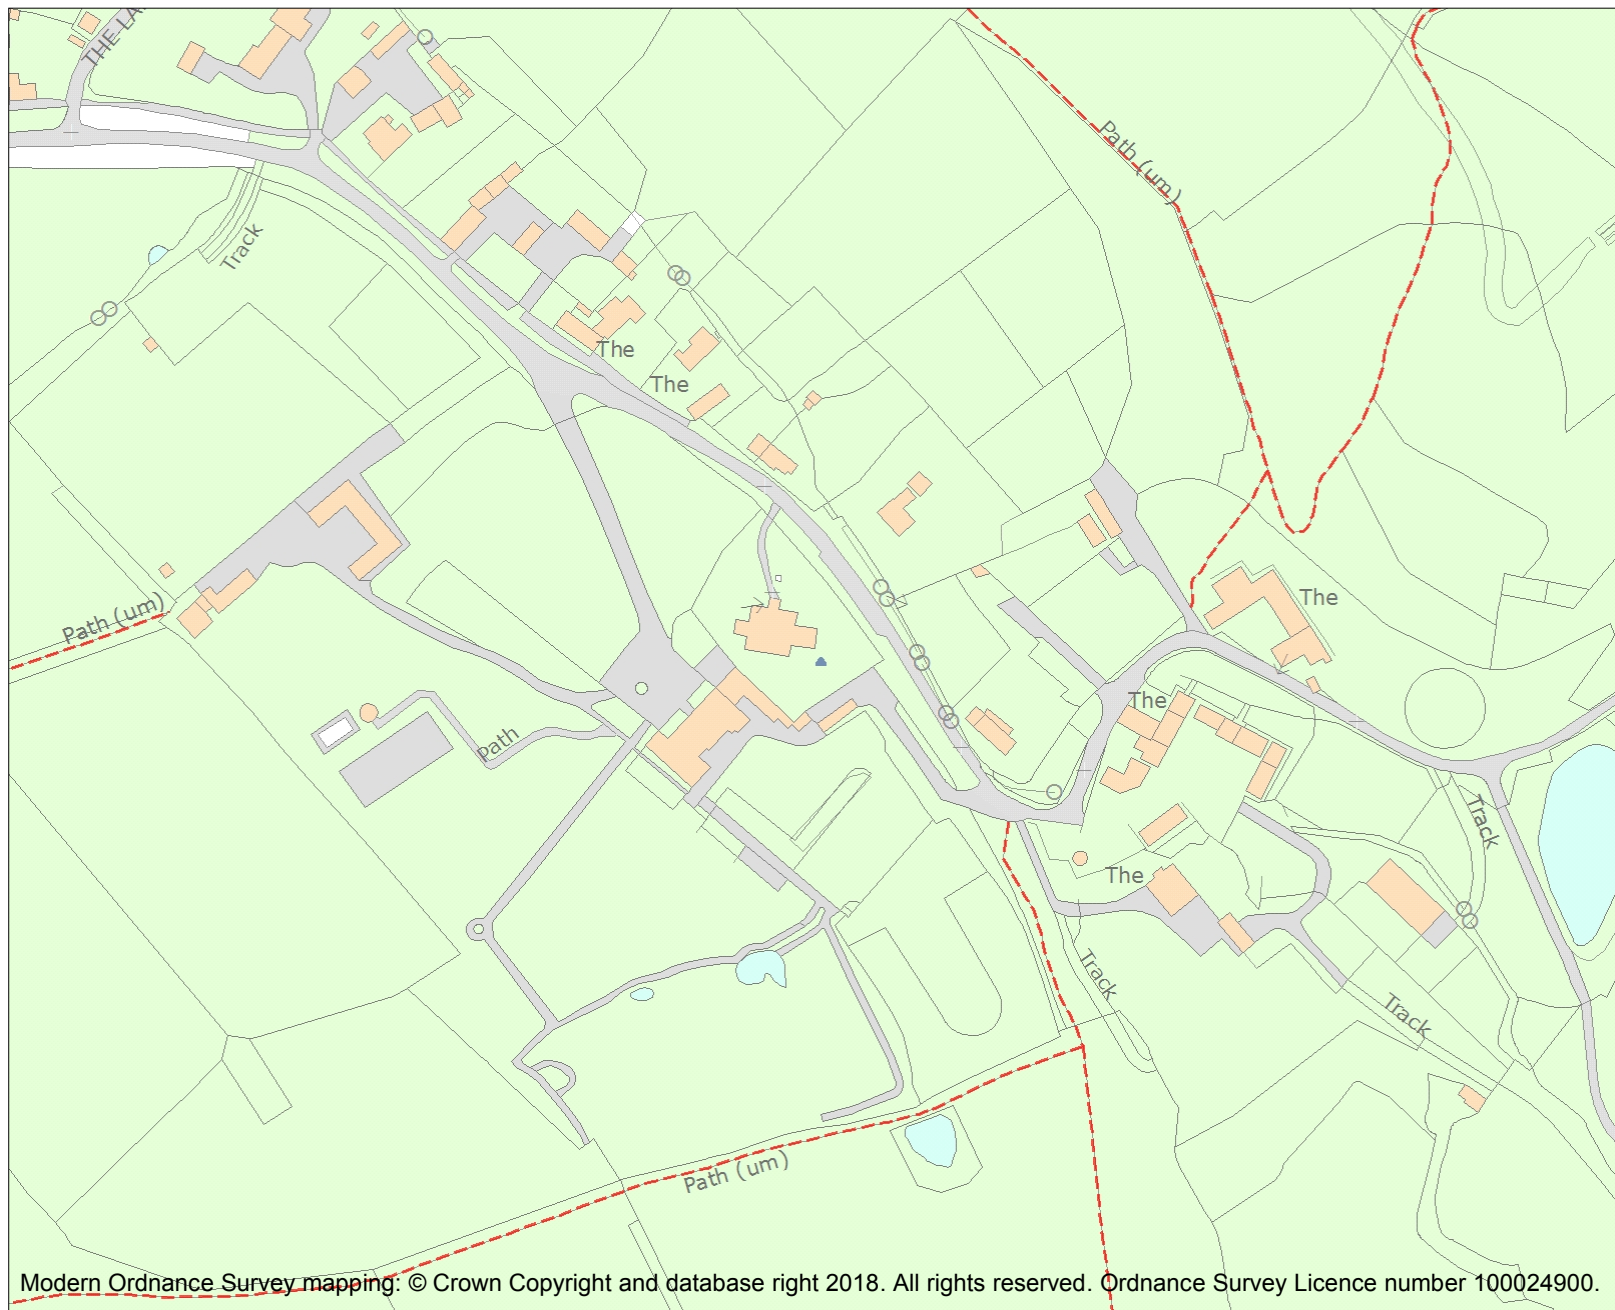 THE LA
Path (um)
Track
The
The
Path (um)
The
Path
The
Track
The
Track
Track
Path (um)
Modern Ordnance Survey mapping: © Crown Copyright and database right 2018. All rights reserved. Ordnance Survey Licence number 100024900.